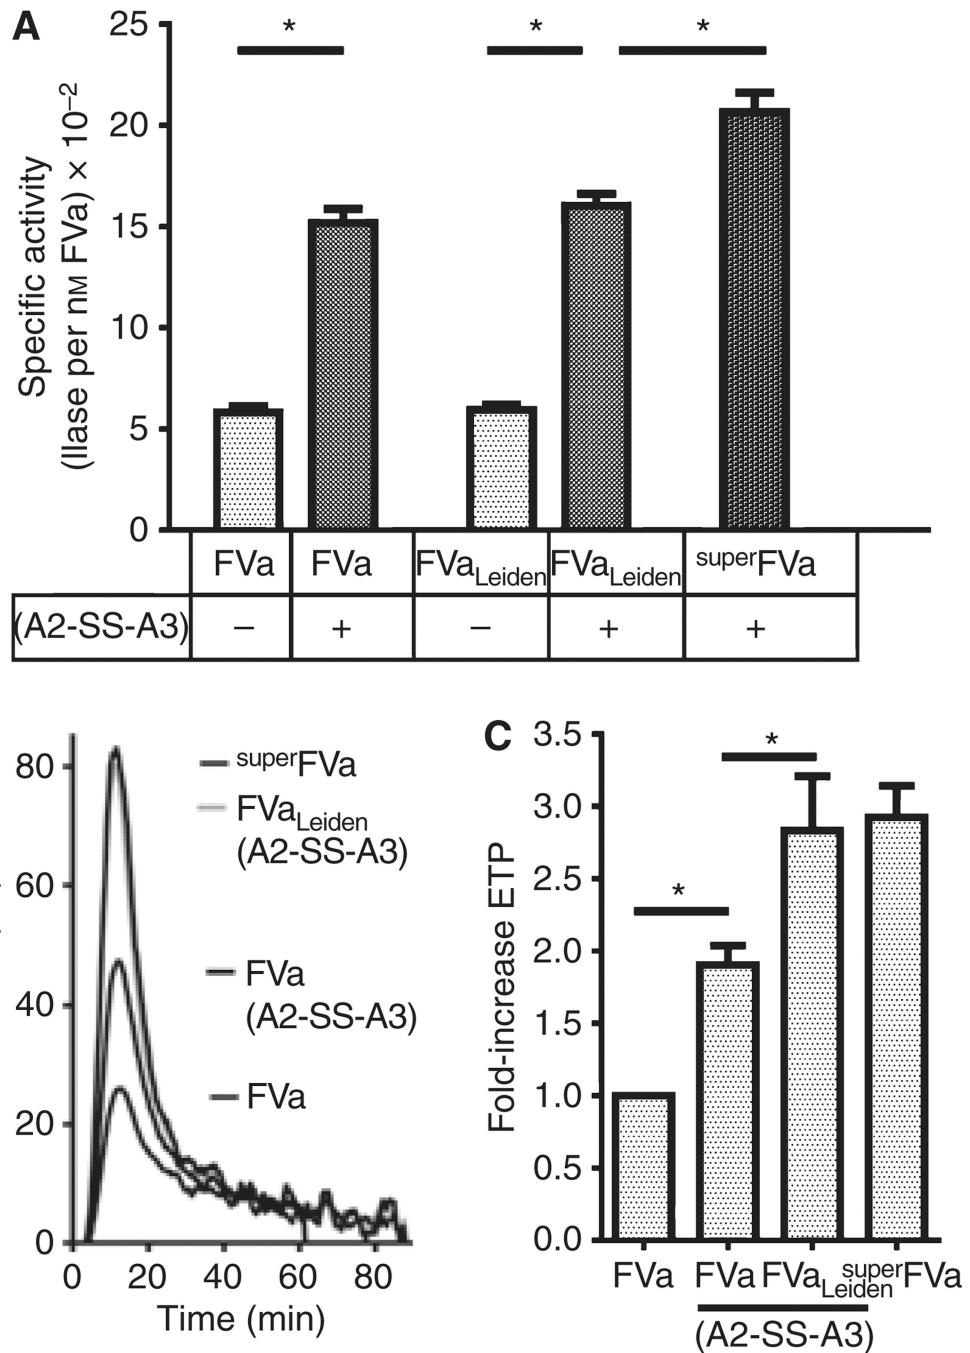 A
25
20
15
10
5
0
Specific activity
(IIase per nM FVa) × 10⁻²
* * *
FVa FVa FVaLeiden FVaLeiden superFVa
(A2-SS-A3) − + − + +
80
60
40
20
0
superFVa
FVaLeiden
(A2-SS-A3)
FVa
(A2-SS-A3)
FVa
0 20 40 60 80
Time (min)
C
3.5
3.0
2.5
2.0
1.5
1.0
0.5
0.0
Fold-increase ETP
*
*
FVa FVa FVaLeiden superFVa
(A2-SS-A3)